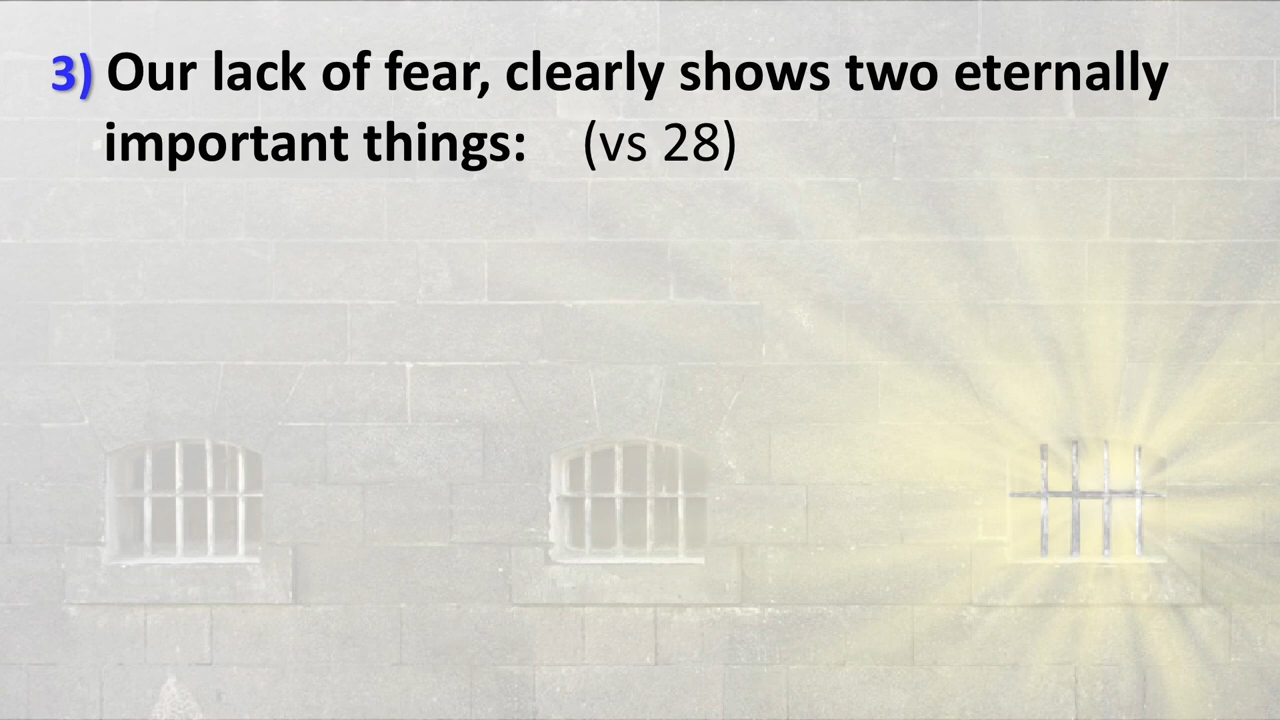 3) Our lack of fear, clearly shows two eternally
important things: (vs 28)